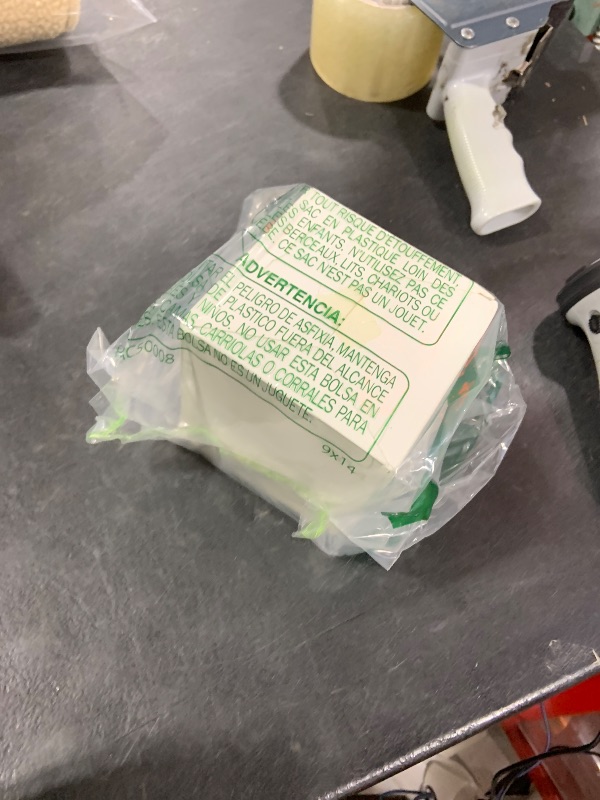 TOUT RISQUE D'ÉTOUFFEMENT,
SAC EN PLASTIQUE LOIN DES
ENFANTS. N'UTILISEZ PAS CE
BERCEAUX, LITS, CHARIOTS OU
CE SAC N'EST PAS UN JOUET.
ADVERTENCIA:
PELIGRO DE ASFIXIA, MANTENGA
DE PLÁSTICO FUERA DEL ALCANCE
NO USAR ESTA BOLSA EN
CARRIOLAS O CORRALES PARA
ESTA BOLSA NO ES UN JUGUETE.
9x14